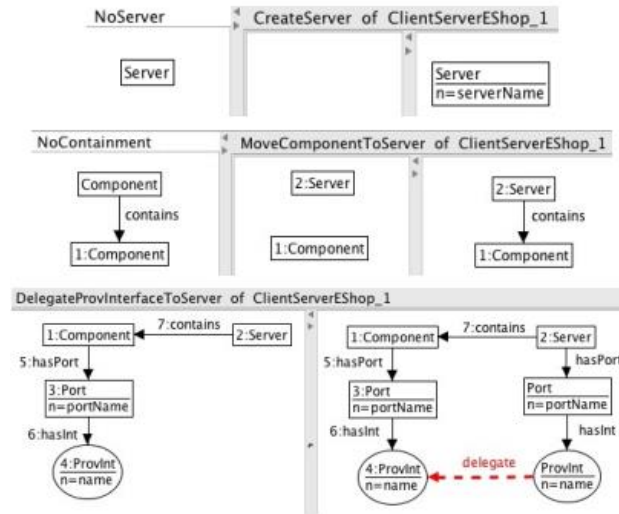 NoServer
CreateServer of ClientServerEShop_1
Server
Server
n=serverName
NoContainment
MoveComponentToServer of ClientServerEShop_1
Component
contains
1:Component
2:Server
1:Component
2:Server
contains
1:Component
DelegateProvInterfaceToServer of ClientServerEShop_1
1:Component
7:contains
2:Server
5:hasPort
3:Port
n=portName
6:hasInt
4:ProvInt
n=name
1:Component
7:contains
2:Server
5:hasPort
hasPort
3:Port
n=portName
Port
n=portName
6:hasInt
hasInt
4:ProvInt
n=name
delegate
ProvInt
n=name